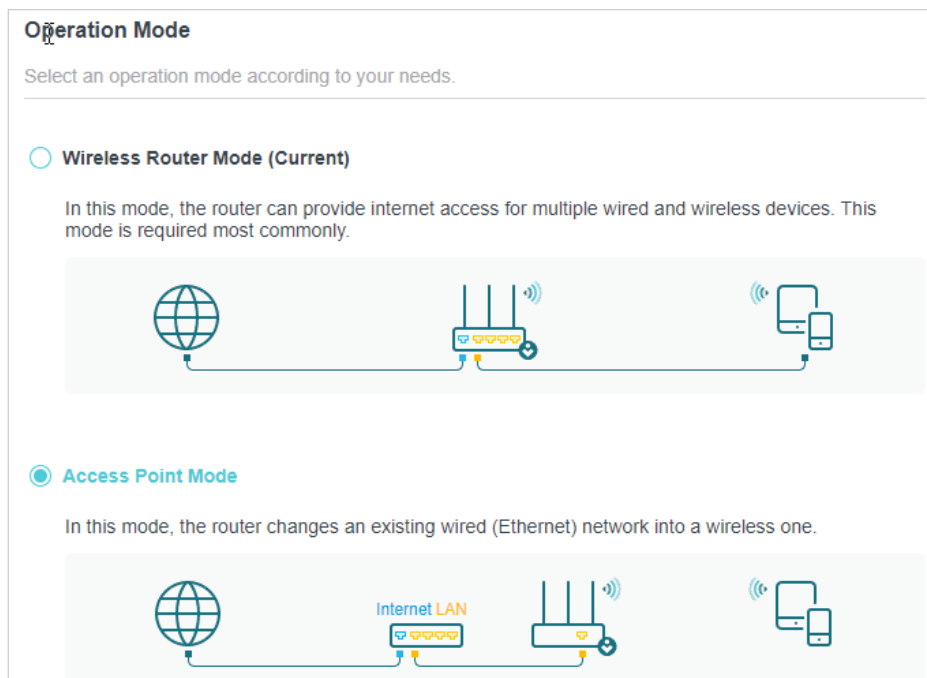 Operation Mode
Select an operation mode according to your needs.
Wireless Router Mode (Current)
In this mode, the router can provide internet access for multiple wired and wireless devices. This
mode is required most commonly.
Access Point Mode
In this mode, the router changes an existing wired (Ethernet) network into a wireless one.
Internet LAN